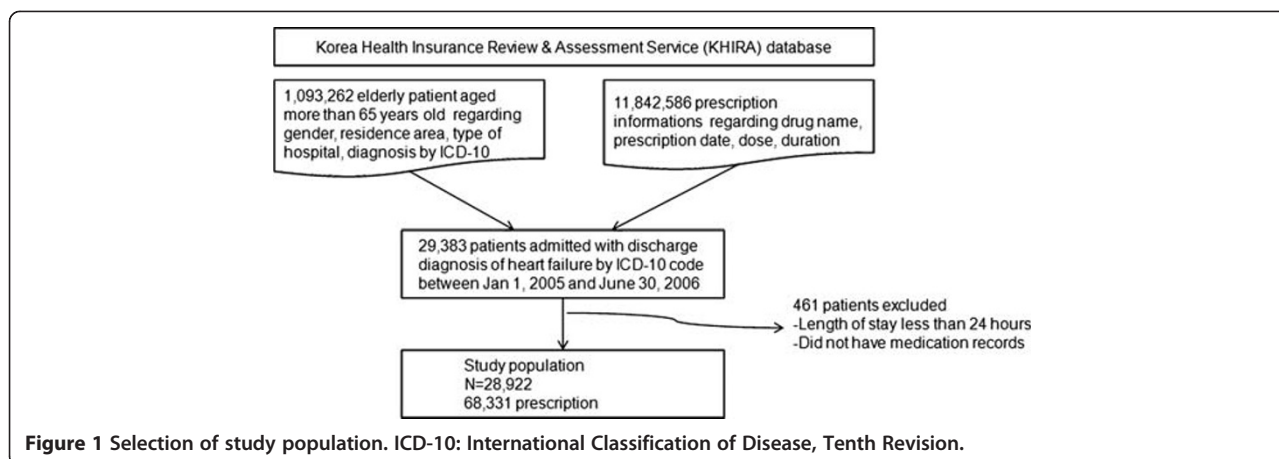 Korea Health Insurance Review & Assessment Service (KHIRA) database
1,093,262 elderly patient aged
more than 65 years old regarding
gender, residence area, type of
hospital, diagnosis by ICD-10
11,842,586 prescription
informations regarding drug name,
prescription date, dose, duration
29,383 patients admitted with discharge
diagnosis of heart failure by ICD-10 code
between Jan 1, 2005 and June 30, 2006
461 patients excluded
-Length of stay less than 24 hours
-Did not have medication records
Study population
N=28,922
68,331 prescription
Figure 1 Selection of study population. ICD-10: International Classification of Disease, Tenth Revision.